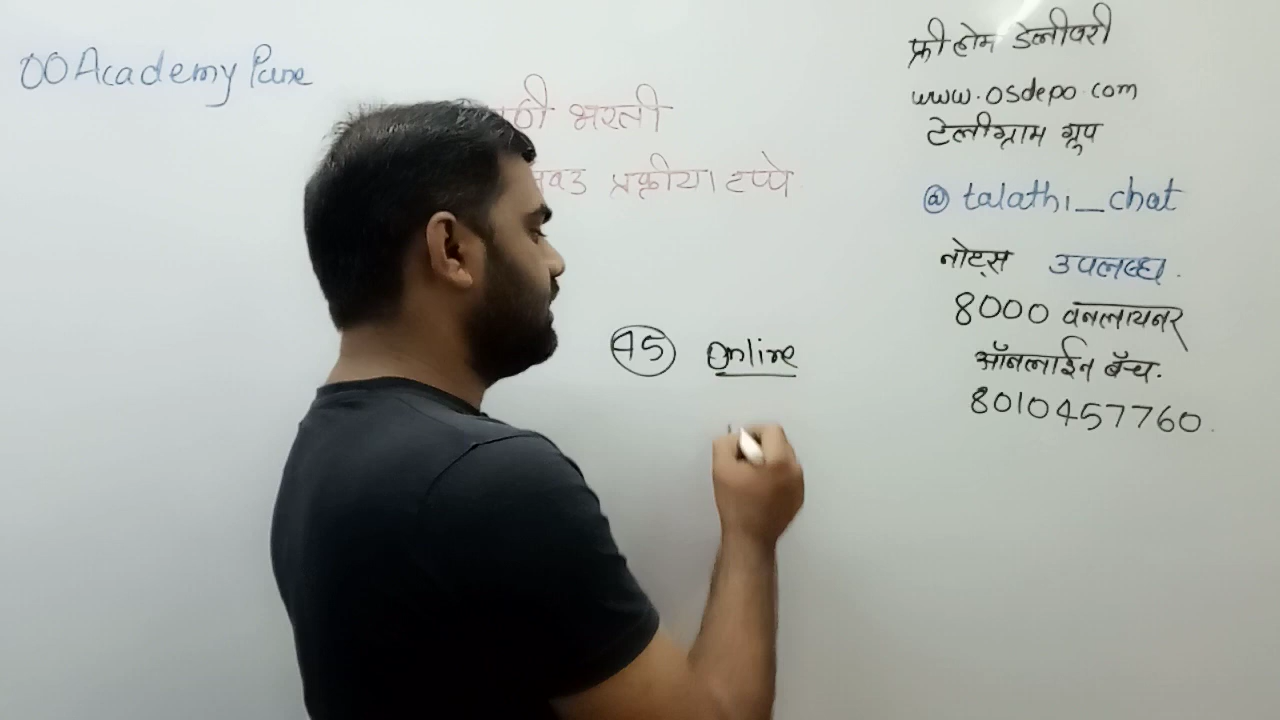 OO Academy Pune
भरती
प्रक्रीया टप्पे
45 Online
फ्री होम डेलीवरी
www.osdepo.com
टेलीग्राम ग्रूप
@talathi_chat
नोट्स उपलब्ध.
8000 वनलायनर
ऑनलाईन बॅच.
8010457760.